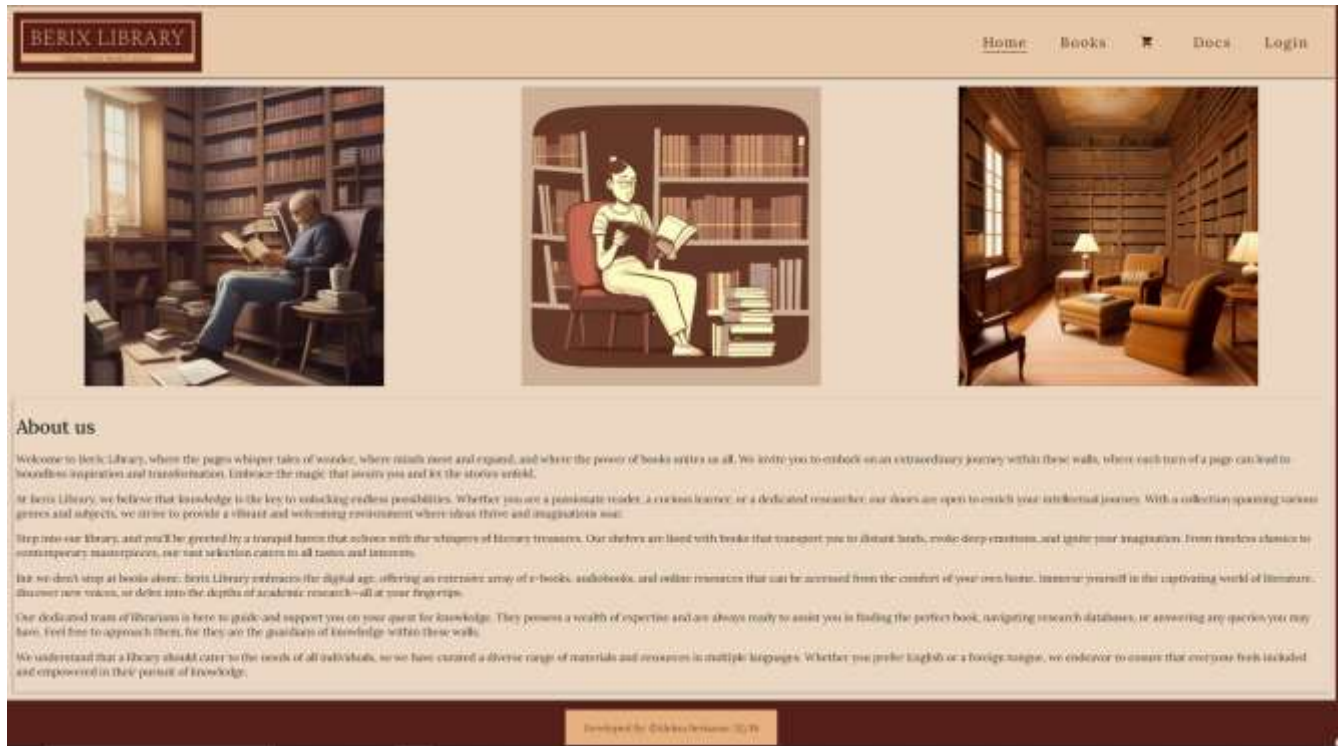 BERIX LIBRARY
Home Books Docs Login
About us
Welcome to Berix Library, where the pages whisper tales of wonder, where minds meet and expand, and where the power of books unites us all. We invite you to embark on an extraordinary journey within these walls, where each turn of a page can lead to
boundless inspiration and transformation. Embrace the magic that awaits you and let the stories unfold.
At Berix Library, we believe that knowledge is the key to unlocking endless possibilities. Whether you are a passionate reader, a curious learner, or a dedicated researcher, our doors are open to enrich your intellectual journey. With a collection spanning various
genres and subjects, we strive to provide a vibrant and welcoming environment where ideas thrive and imaginations soar.
Step into our library, and you'll be greeted by a tranquil haven that echoes with the whispers of literary treasures. Our shelves are lined with books that transport you to distant lands, evoke deep emotions, and ignite your imagination. From timeless classics to
contemporary masterpieces, our vast selection caters to all tastes and interests.
But we don't stop at books alone. Berix Library embraces the digital age, offering an extensive array of e-books, audiobooks, and online resources that can be accessed from the comfort of your own home. Immerse yourself in the captivating world of literature,
discover new voices, or delve into the depths of academic research—all at your fingertips.
Our dedicated team of librarians is here to guide and support you on your quest for knowledge. They possess a wealth of expertise and are always ready to assist you in finding the perfect book, navigating research databases, or answering any queries you may
have. Feel free to approach them, for they are the guardians of knowledge within these walls.
We understand that a library should cater to the needs of all individuals, so we have curated a diverse range of materials and resources in multiple languages. Whether you prefer English or a foreign tongue, we endeavor to ensure that everyone feels included
and empowered in their pursuit of knowledge.
Developed by